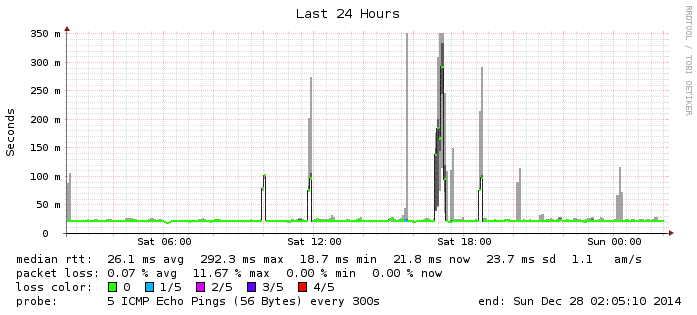 Last 24 Hours
RRDTOOL / TOBI OETIKER
Seconds
350 m
300 m
250 m
200 m
150 m
100 m
50 m
0
Sat 06:00 Sat 12:00 Sat 18:00 Sun 00:00
median rtt: 26.1 ms avg 292.3 ms max 18.7 ms min 21.8 ms now 23.7 ms sd 1.1 am/s
packet loss: 0.07 % avg 11.67 % max 0.00 % min 0.00 % now
loss color: 0 1/5 2/5 3/5 4/5
probe: 5 ICMP Echo Pings (56 Bytes) every 300s end: Sun Dec 28 02:05:10 2014